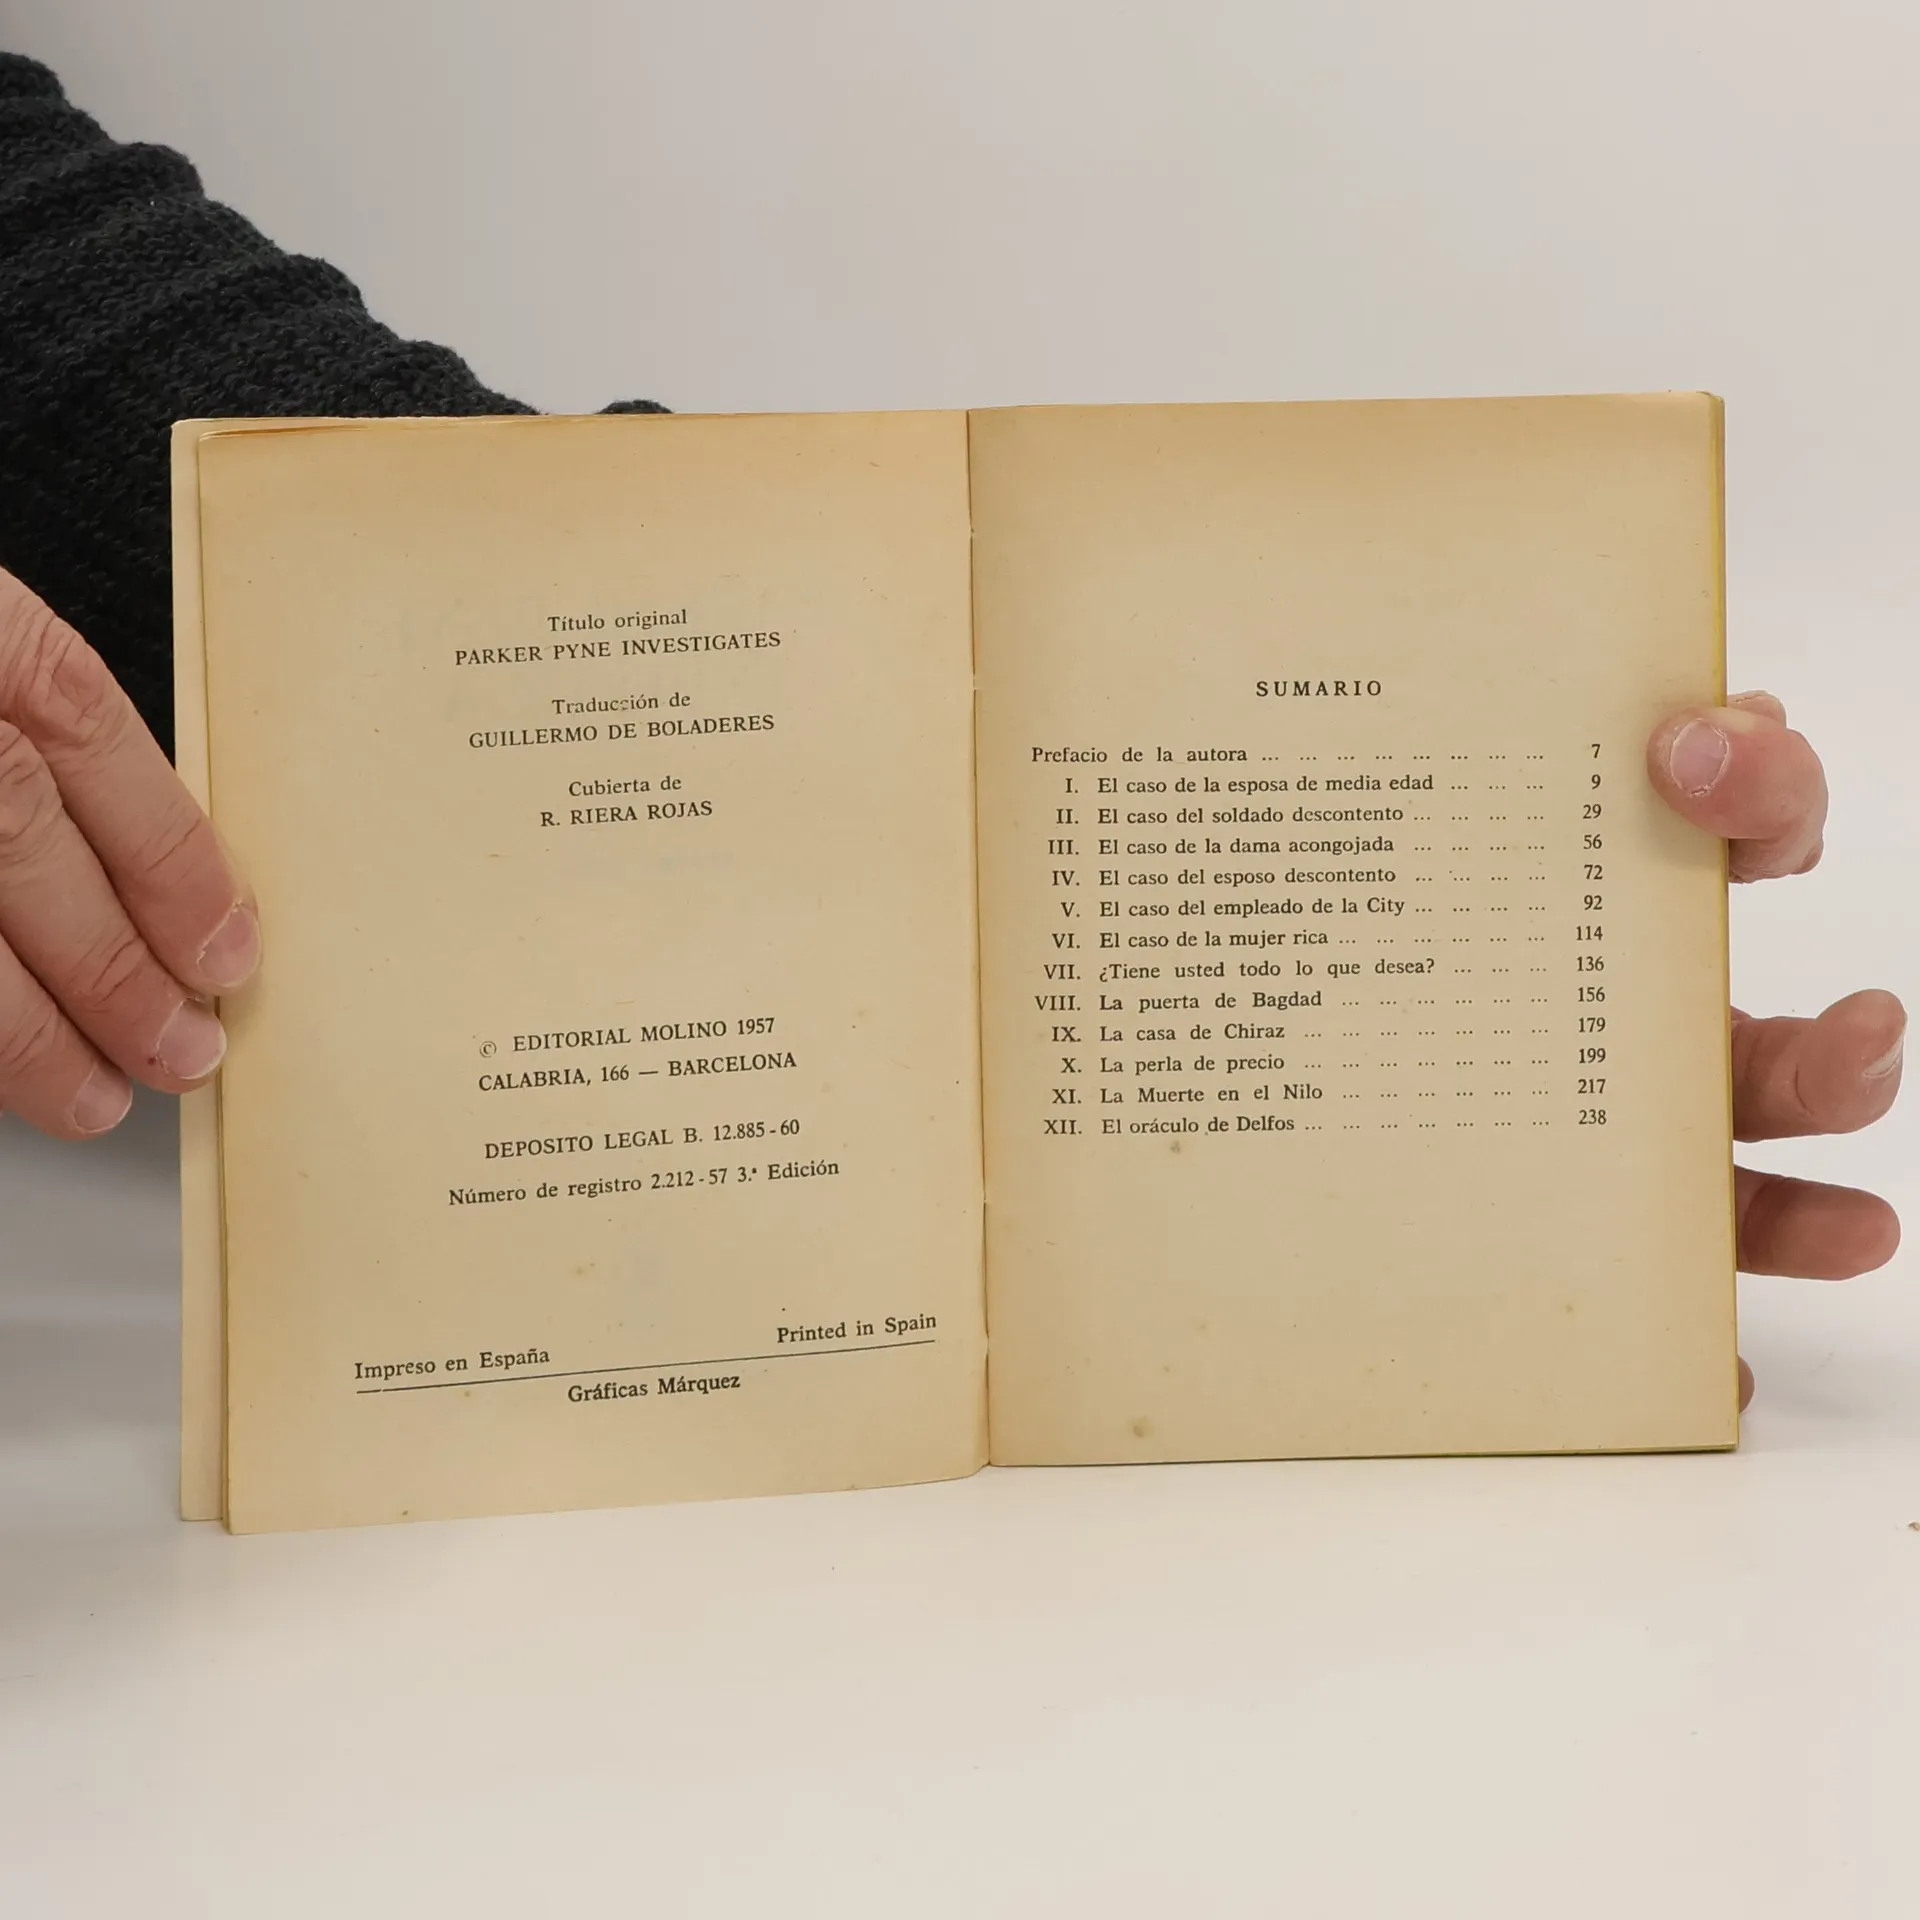 Título original
PARKER PYNE INVESTIGATES
Traducción de
GUILLERMO DE BOLADERES
Cubierta de
R. RIERA ROJAS
© EDITORIAL MOLINO 1957
CALABRIA, 166 — BARCELONA
DEPOSITO LEGAL B. 12.885-60
Número de registro 2.212-57 3.ª Edición
Impreso en España Printed in Spain
Gráficas Márquez
SUMARIO
Prefacio de la autora ... ... ... ... ... ... ... ... 7
I. El caso de la esposa de media edad ... ... ... 9
II. El caso del soldado descontento ... ... ... ... 29
III. El caso de la dama acongojada ... ... ... ... 56
IV. El caso del esposo descontento ... ... ... ... 72
V. El caso del empleado de la City ... ... ... ... 92
VI. El caso de la mujer rica ... ... ... ... ... ... 114
VII. ¿Tiene usted todo lo que desea? ... ... ... 136
VIII. La puerta de Bagdad ... ... ... ... ... ... 156
IX. La casa de Chiraz ... ... ... ... ... ... ... 179
X. La perla de precio ... ... ... ... ... ... ... 199
XI. La Muerte en el Nilo ... ... ... ... ... ... 217
XII. El oráculo de Delfos ... ... ... ... ... ... ... 238